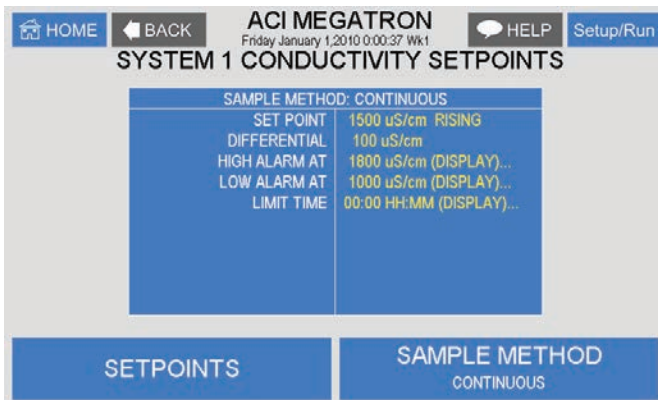 HOME
BACK
ACI MEGATRON
Friday January 1,2010 0:00:37 Wk1
HELP
Setup/Run
SYSTEM 1 CONDUCTIVITY SETPOINTS
SAMPLE METHOD: CONTINUOUS
SET POINT 1500 uS/cm RISING
DIFFERENTIAL 100 uS/cm
HIGH ALARM AT 1800 uS/cm (DISPLAY)...
LOW ALARM AT 1000 uS/cm (DISPLAY)...
LIMIT TIME 00:00 HH:MM (DISPLAY)...
SETPOINTS
SAMPLE METHOD
CONTINUOUS